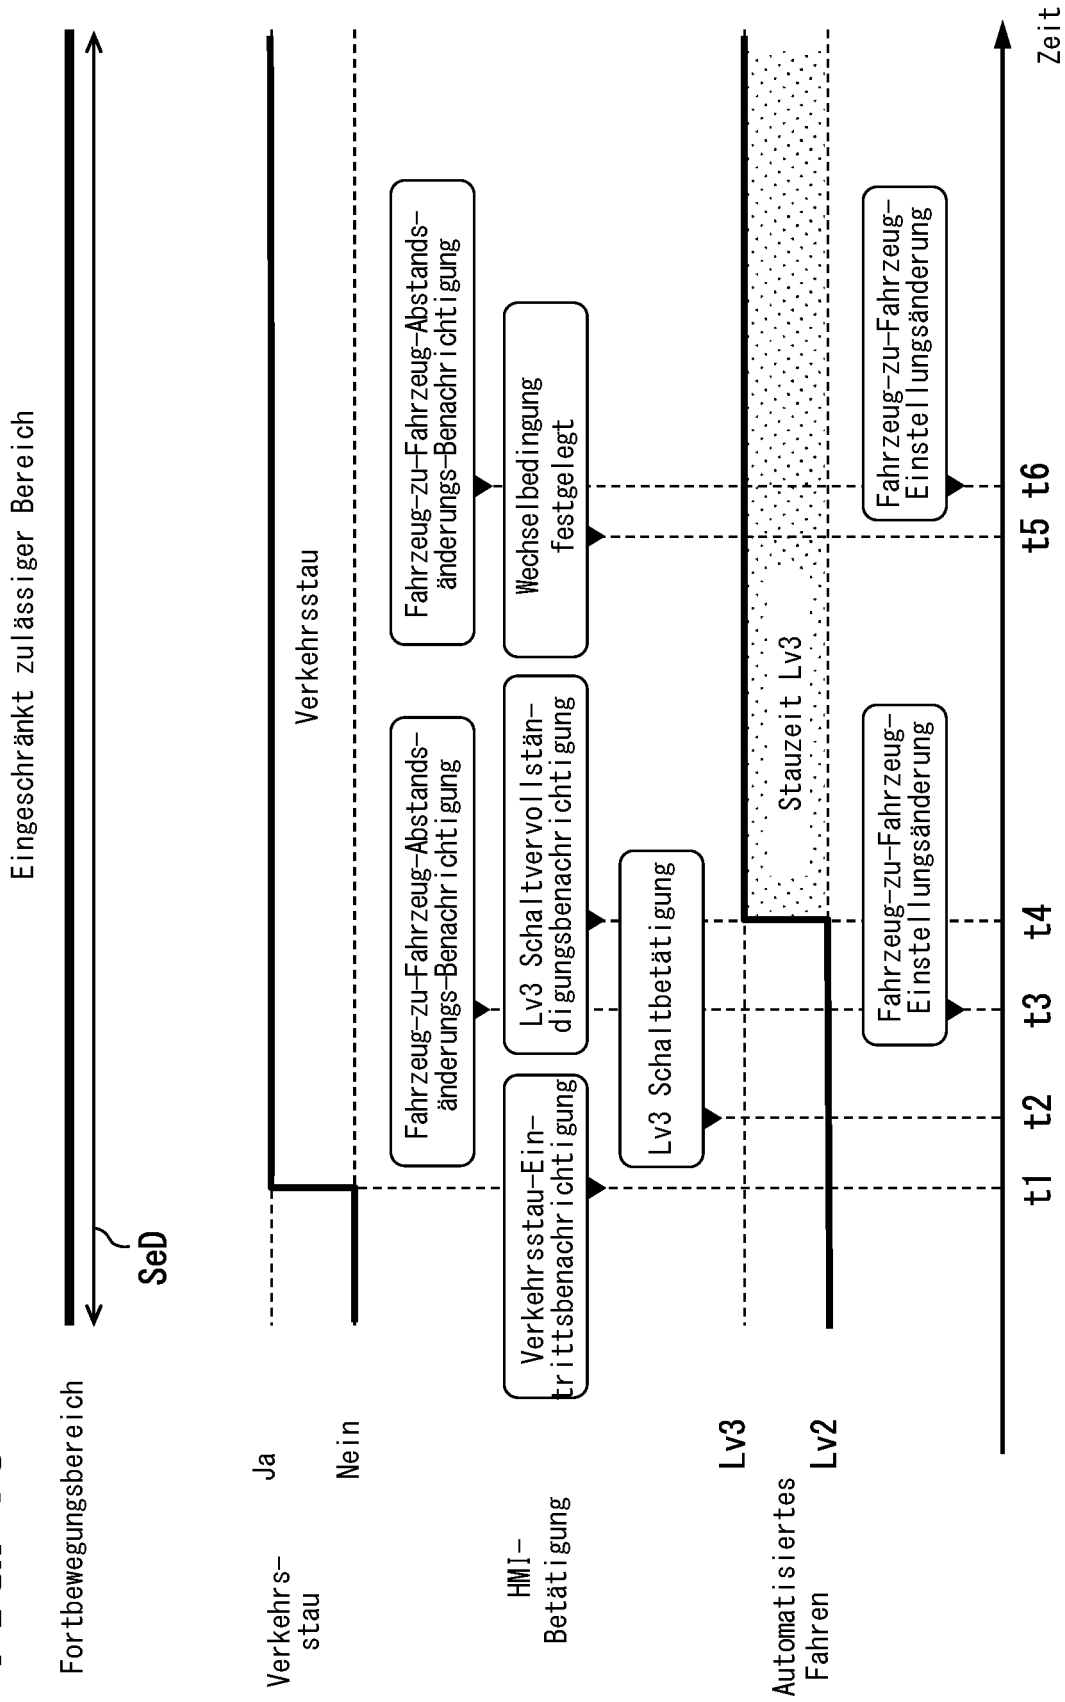 Eingeschränkt zulässiger Bereich
Fortbewegungsbereich
SeD
Verkehrs-
stau
Ja
Nein
Verkehrsstau
Fahrzeug-zu-Fahrzeug-Abstands-
änderungs-Benachrichtigung
Fahrzeug-zu-Fahrzeug-Abstands-
änderungs-Benachrichtigung
HMI-
Betätigung
Verkehrsstau-Ein-
trittsbenachrichtigung
Lv3 Schaltvervollstän-
digungsbenachrichtigung
Wechselbedingung
festgelegt
Lv3 Schaltbetätigung
Automatisiertes
Fahren
Lv3
Lv2
Stauzeit Lv3
Fahrzeug-zu-Fahrzeug-
Einstellungsänderung
Fahrzeug-zu-Fahrzeug-
Einstellungsänderung
t1 t2 t3 t4 t5 t6
Zeit